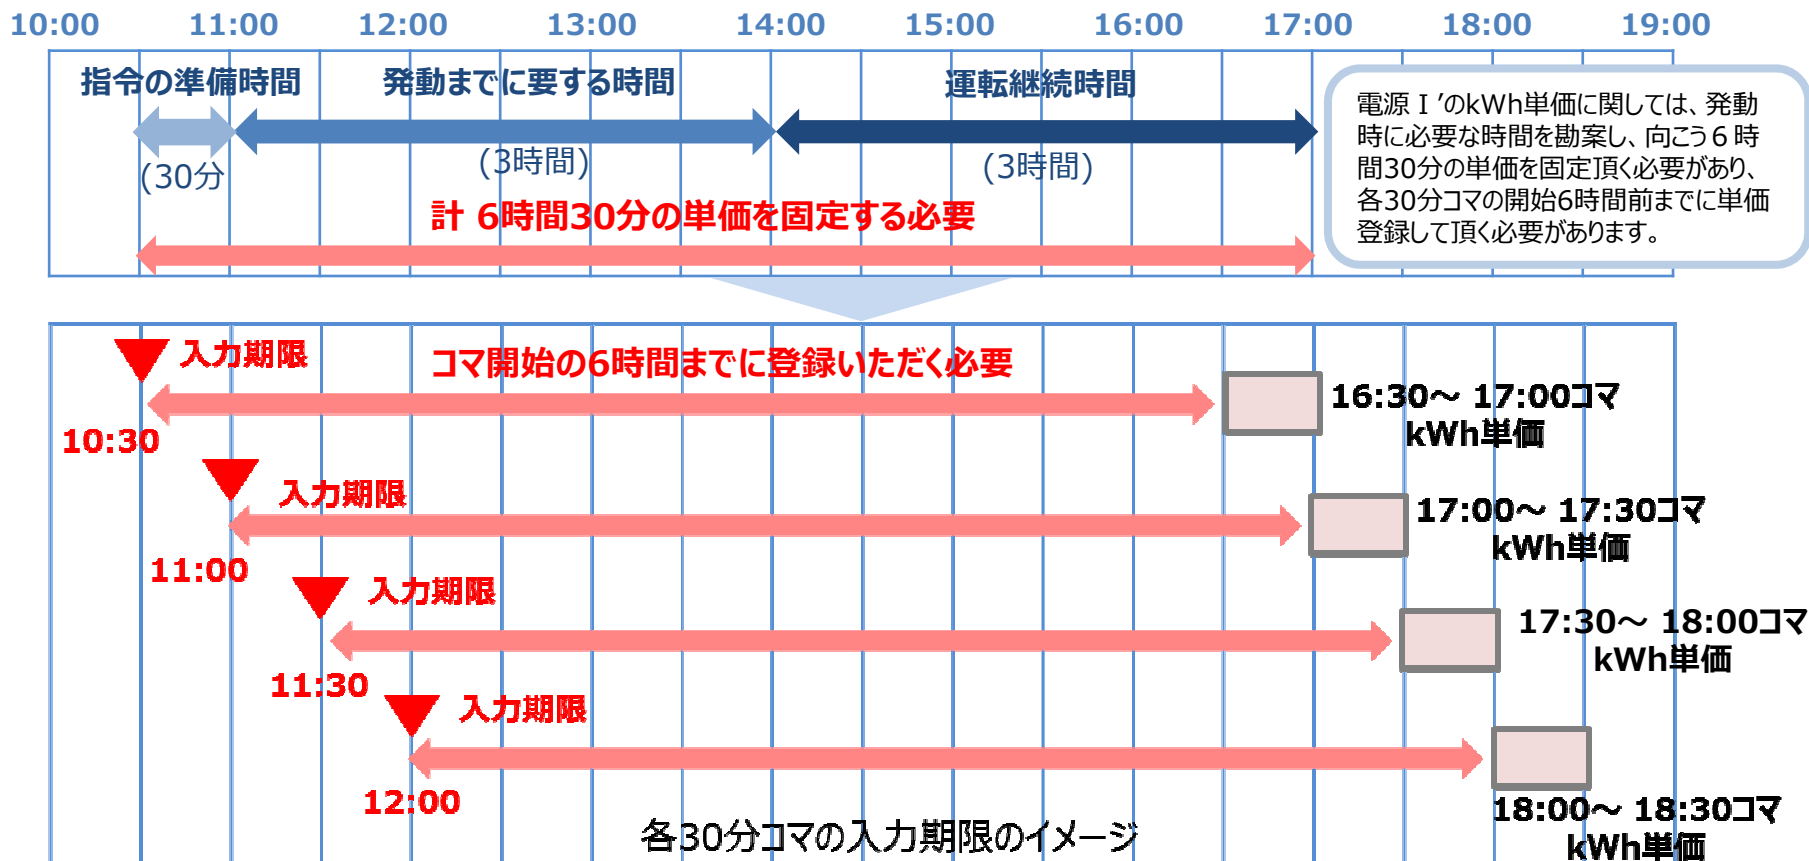 10:00 11:00 12:00 13:00 14:00 15:00 16:00 17:00 18:00 19:00
指令の準備時間 発動までに要する時間 運転継続時間
(30分 (3時間) (3時間)
計 6時間30分の単価を固定する必要
電源Ⅰ’のkWh単価に関しては、発動
時に必要な時間を勘案し、向こう6時
間30分の単価を固定頂く必要があり、
各30分コマの開始6時間前までに単価
登録して頂く必要があります。
入力期限 コマ開始の6時間までに登録いただく必要
10:30
16:30～ 17:00コマ
kWh単価
入力期限
11:00
17:00～ 17:30コマ
kWh単価
入力期限
11:30
17:30～ 18:00コマ
kWh単価
入力期限
12:00
18:00～ 18:30コマ
kWh単価
各30分コマの入力期限のイメージ